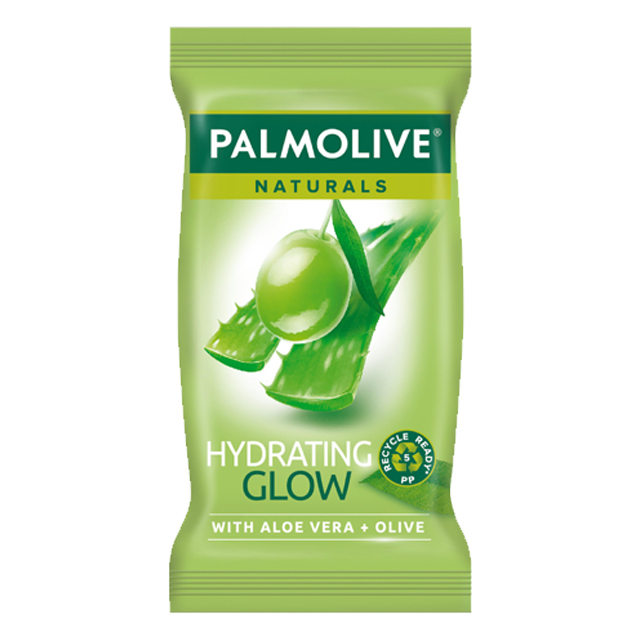 PALMOLIVE®
NATURALS
HYDRATING
GLOW
RECYCLE READY*
5
PP
WITH ALOE VERA + OLIVE